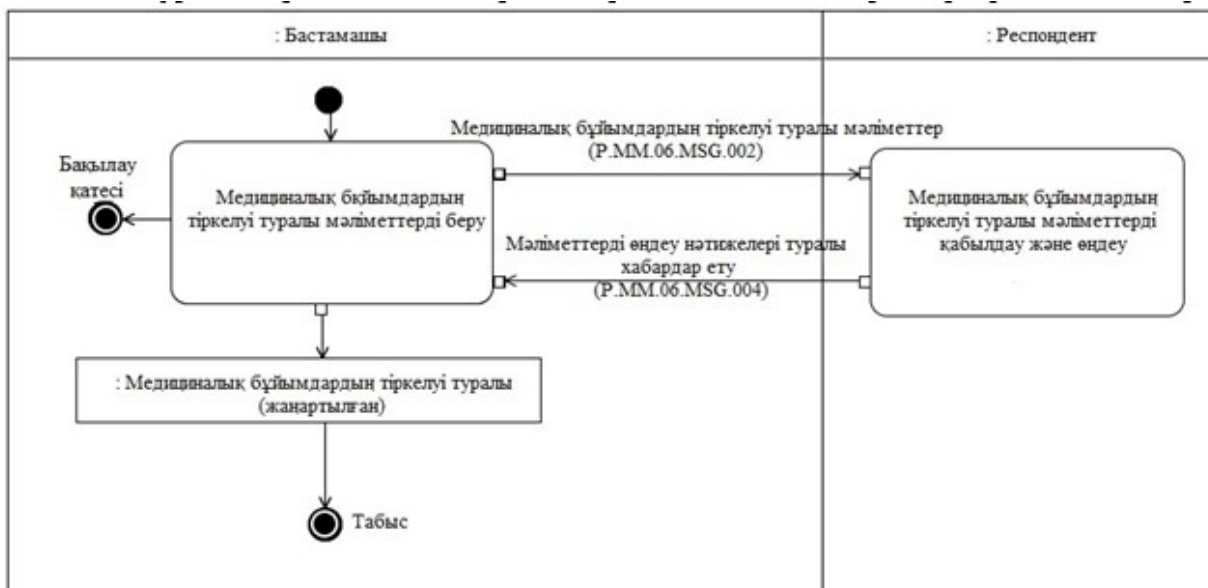 : Бастамашы
: Респондент
Медициналық бұйымдардың тіркелуі туралы мәліметтер
(P.MM.06.MSG.002)
Бақылау
қатесі
Медициналық бқйымдардың
тіркелуі туралы мәліметтерді беру
Медициналық бұйымдардың
тіркелуі туралы мәліметтерді
қабылдау және өңдеу
Мәліметтерді өңдеу нәтижелері туралы
хабардар ету
(P.MM.06.MSG.004)
: Медициналық бұйымдардың тіркелуі туралы
(жаңартылған)
Табыс